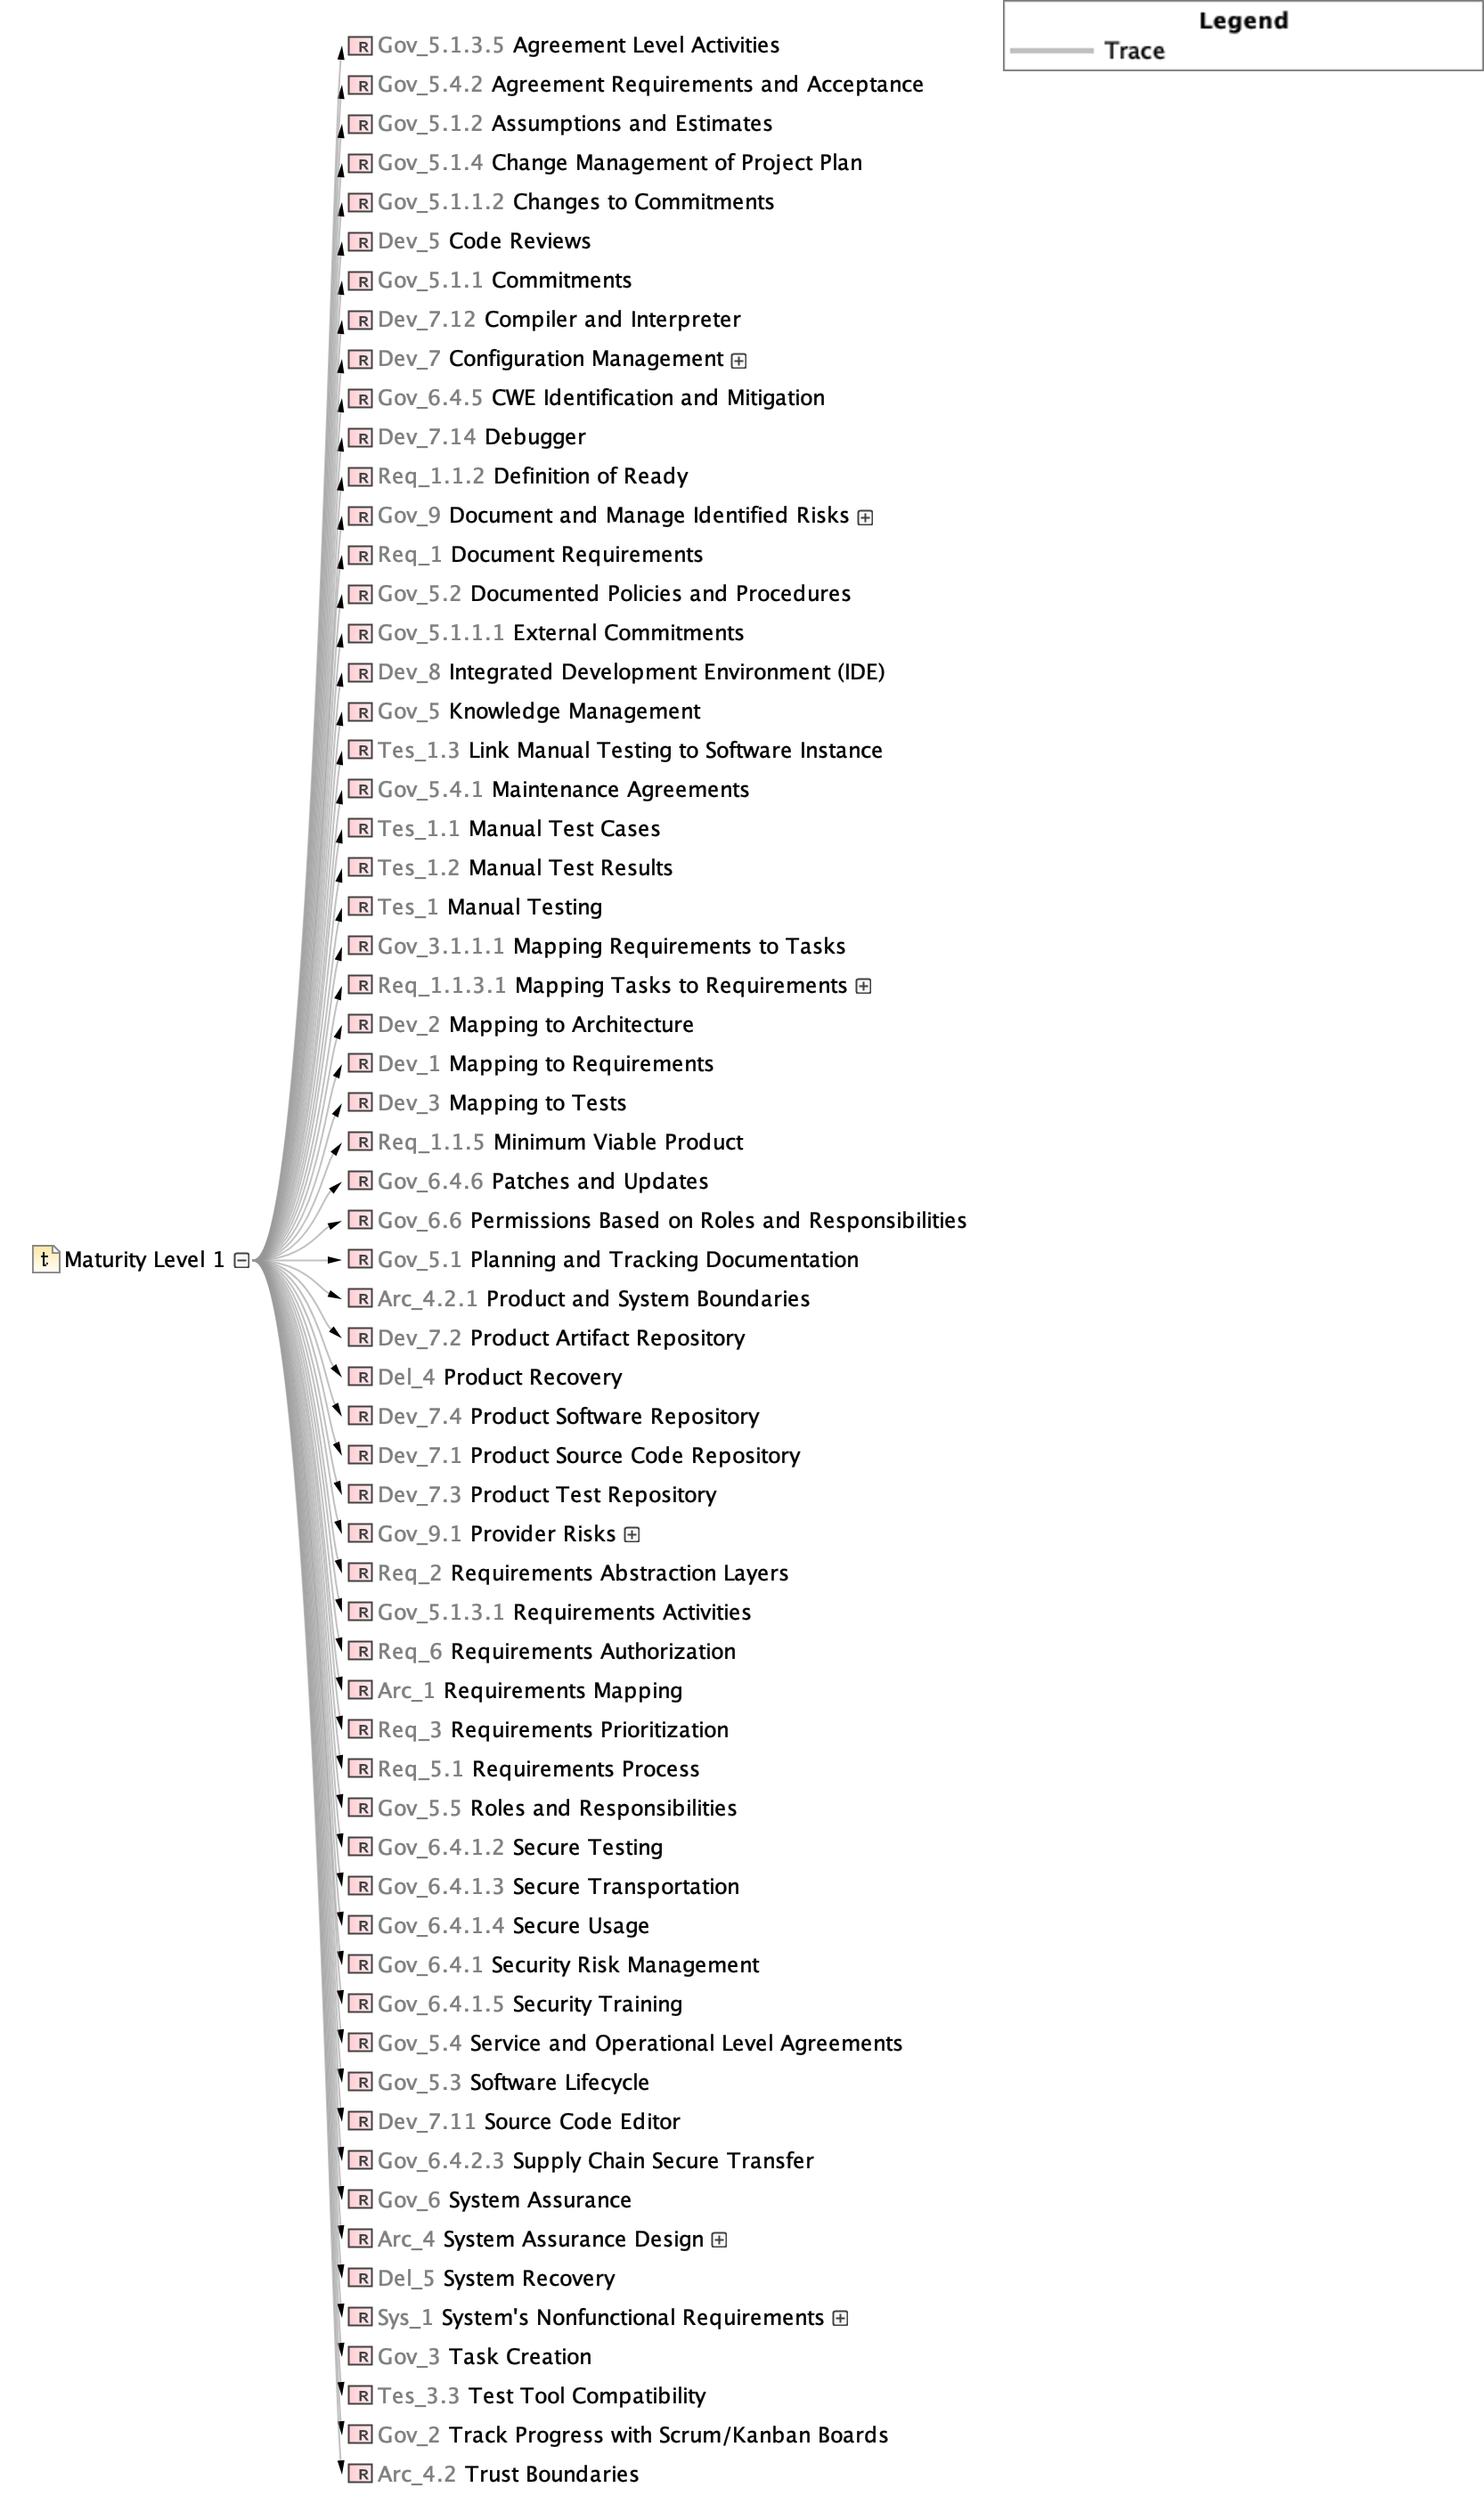 Legend
Trace
R Gov_5.1.3.5 Agreement Level Activities
R Gov_5.4.2 Agreement Requirements and Acceptance
R Gov_5.1.2 Assumptions and Estimates
R Gov_5.1.4 Change Management of Project Plan
R Gov_5.1.1.2 Changes to Commitments
R Dev_5 Code Reviews
R Gov_5.1.1 Commitments
R Dev_7.12 Compiler and Interpreter
R Dev_7 Configuration Management
R Gov_6.4.5 CWE Identification and Mitigation
R Dev_7.14 Debugger
R Req_1.1.2 Definition of Ready
R Gov_9 Document and Manage Identified Risks
R Req_1 Document Requirements
R Gov_5.2 Documented Policies and Procedures
R Gov_5.1.1.1 External Commitments
R Dev_8 Integrated Development Environment (IDE)
R Gov_5 Knowledge Management
R Tes_1.3 Link Manual Testing to Software Instance
R Gov_5.4.1 Maintenance Agreements
R Tes_1.1 Manual Test Cases
R Tes_1.2 Manual Test Results
R Tes_1 Manual Testing
R Gov_3.1.1.1 Mapping Requirements to Tasks
R Req_1.1.3.1 Mapping Tasks to Requirements
R Dev_2 Mapping to Architecture
R Dev_1 Mapping to Requirements
R Dev_3 Mapping to Tests
R Req_1.1.5 Minimum Viable Product
R Gov_6.4.6 Patches and Updates
R Gov_6.6 Permissions Based on Roles and Responsibilities
t Maturity Level 1
R Gov_5.1 Planning and Tracking Documentation
R Arc_4.2.1 Product and System Boundaries
R Dev_7.2 Product Artifact Repository
R Del_4 Product Recovery
R Dev_7.4 Product Software Repository
R Dev_7.1 Product Source Code Repository
R Dev_7.3 Product Test Repository
R Gov_9.1 Provider Risks
R Req_2 Requirements Abstraction Layers
R Gov_5.1.3.1 Requirements Activities
R Req_6 Requirements Authorization
R Arc_1 Requirements Mapping
R Req_3 Requirements Prioritization
R Req_5.1 Requirements Process
R Gov_5.5 Roles and Responsibilities
R Gov_6.4.1.2 Secure Testing
R Gov_6.4.1.3 Secure Transportation
R Gov_6.4.1.4 Secure Usage
R Gov_6.4.1 Security Risk Management
R Gov_6.4.1.5 Security Training
R Gov_5.4 Service and Operational Level Agreements
R Gov_5.3 Software Lifecycle
R Dev_7.11 Source Code Editor
R Gov_6.4.2.3 Supply Chain Secure Transfer
R Gov_6 System Assurance
R Arc_4 System Assurance Design
R Del_5 System Recovery
R Sys_1 System's Nonfunctional Requirements
R Gov_3 Task Creation
R Tes_3.3 Test Tool Compatibility
R Gov_2 Track Progress with Scrum/Kanban Boards
R Arc_4.2 Trust Boundaries